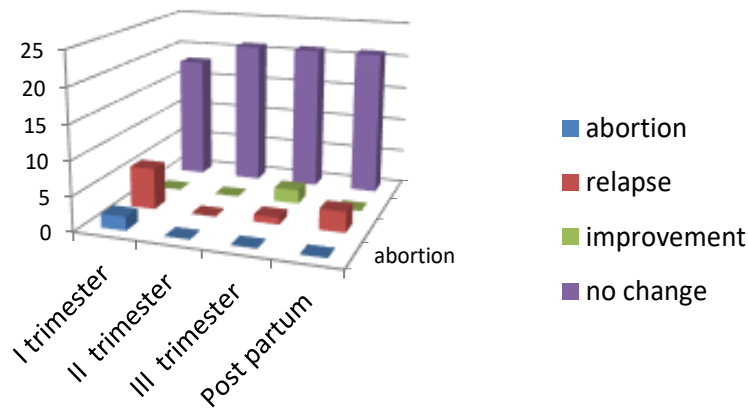 25
20
15
10
5
0
I trimester
II  trimester
III  trimester
Post partum
abortion
abortion
relapse
improvement
no change